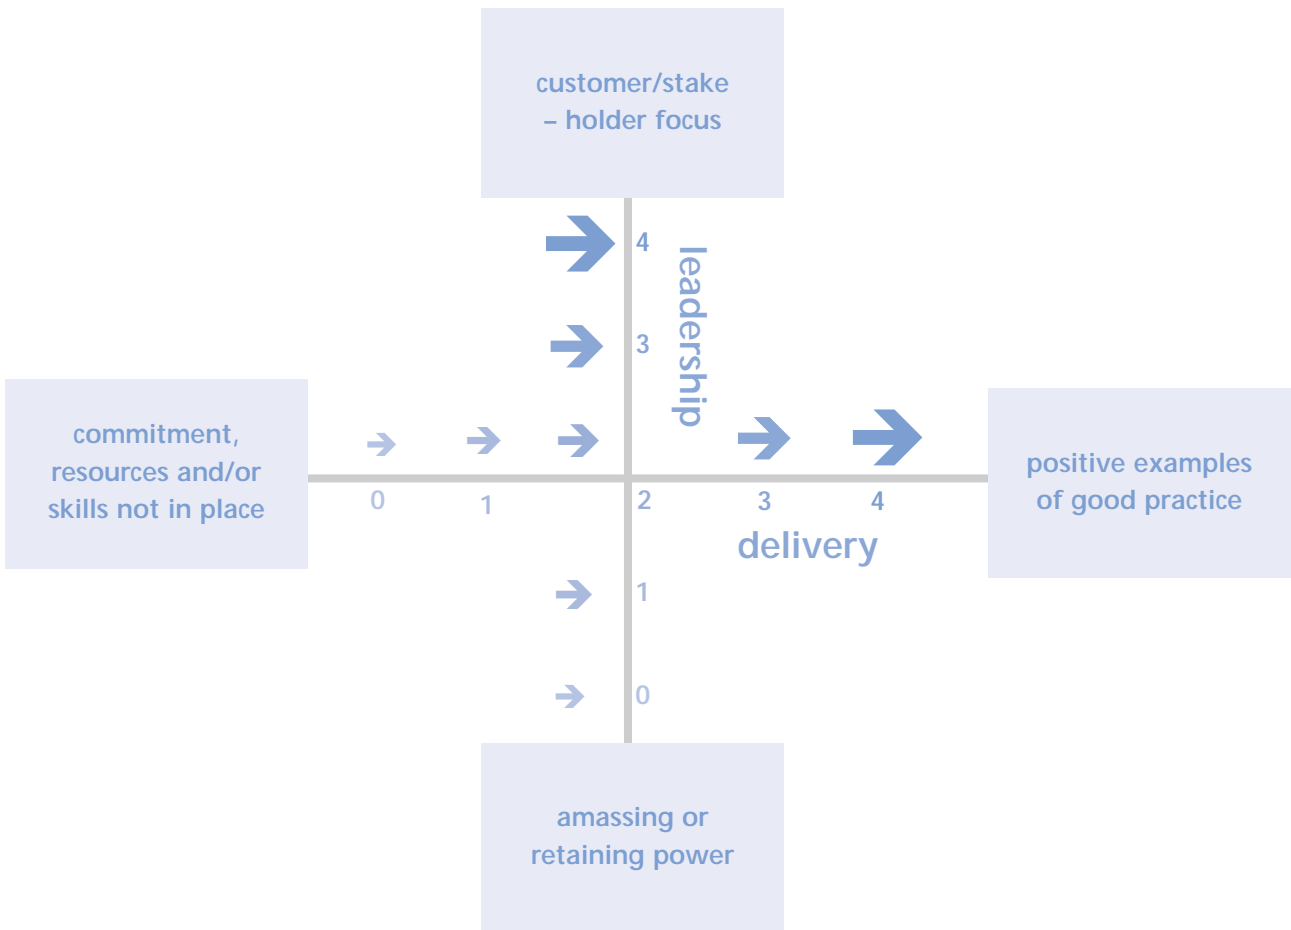 customer/stake
– holder focus
4
leadership
3
commitment,
resources and/or
skills not in place
positive examples
of good practice
0
1
2
3
4
delivery
1
0
amassing or
retaining power